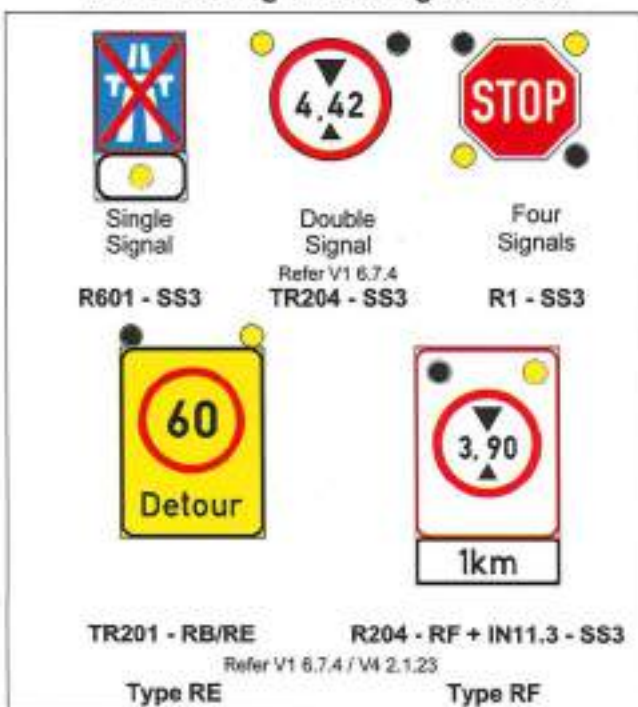 4,42
STOP
Single
Signal
Double
Signal
Refer V1 6.7.4
Four
Signals
R601 - SS3
TR204 - SS3
R1 - SS3
60
Detour
3,90
1km
TR201 - RB/RE
R204 - RF + IN11.3 - SS3
Refer V1 6.7.4 / V4 2.1.23
Type RE
Type RF